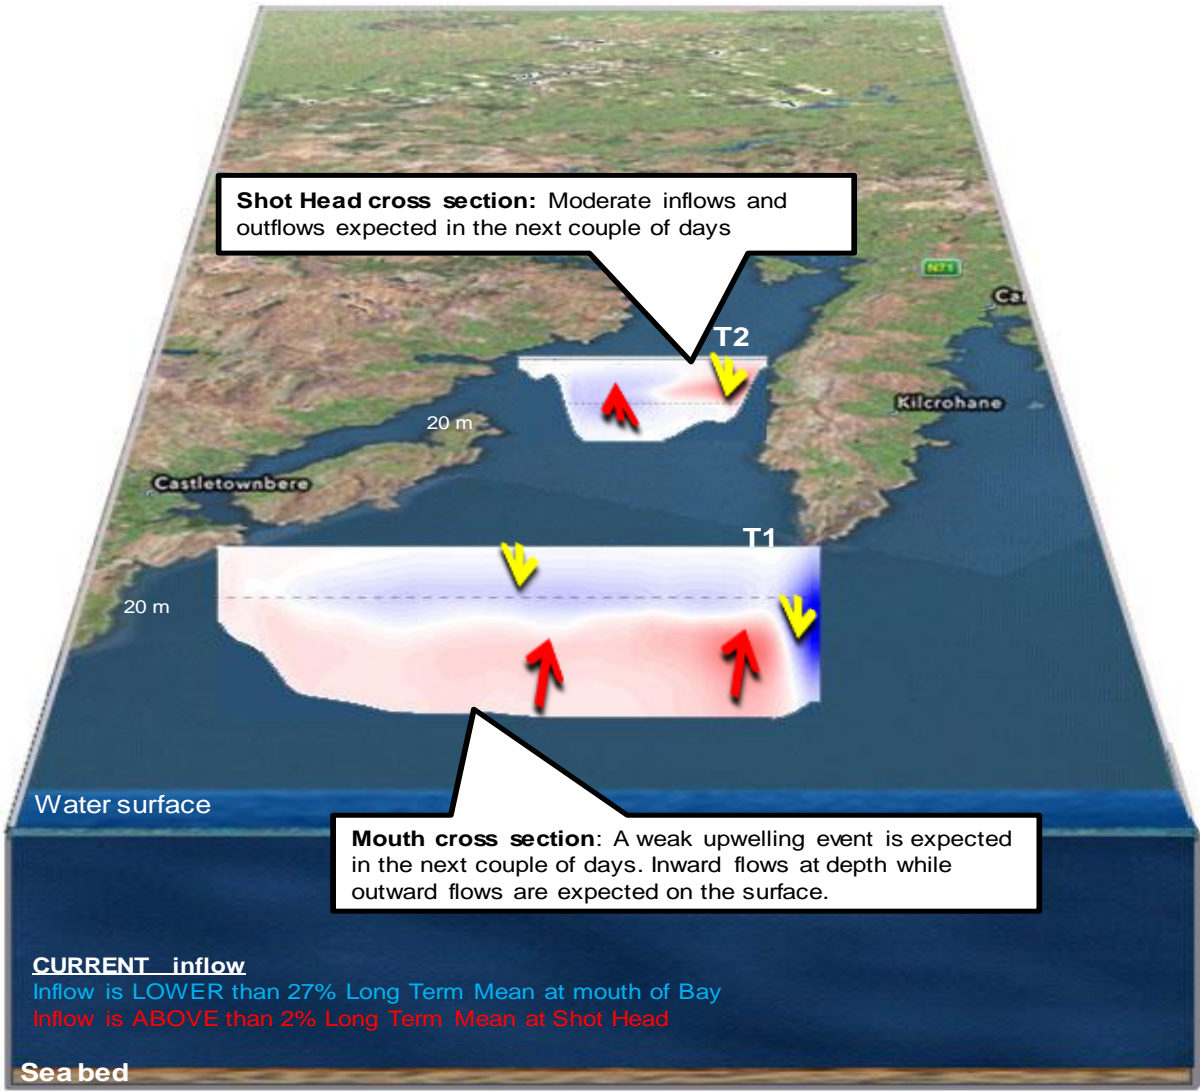 Shot Head cross section: Moderate inflows and
outflows expected in the next couple of days
N71
Ca
T2
Kilcrohane
20 m
Castletownbere
T1
20 m
Water surface
Mouth cross section: A weak upwelling event is expected
in the next couple of days. Inward flows at depth while
outward flows are expected on the surface.
CURRENT inflow
Inflow is LOWER than 27% Long Term Mean at mouth of Bay
Inflow is ABOVE than 2% Long Term Mean at Shot Head
Sea bed